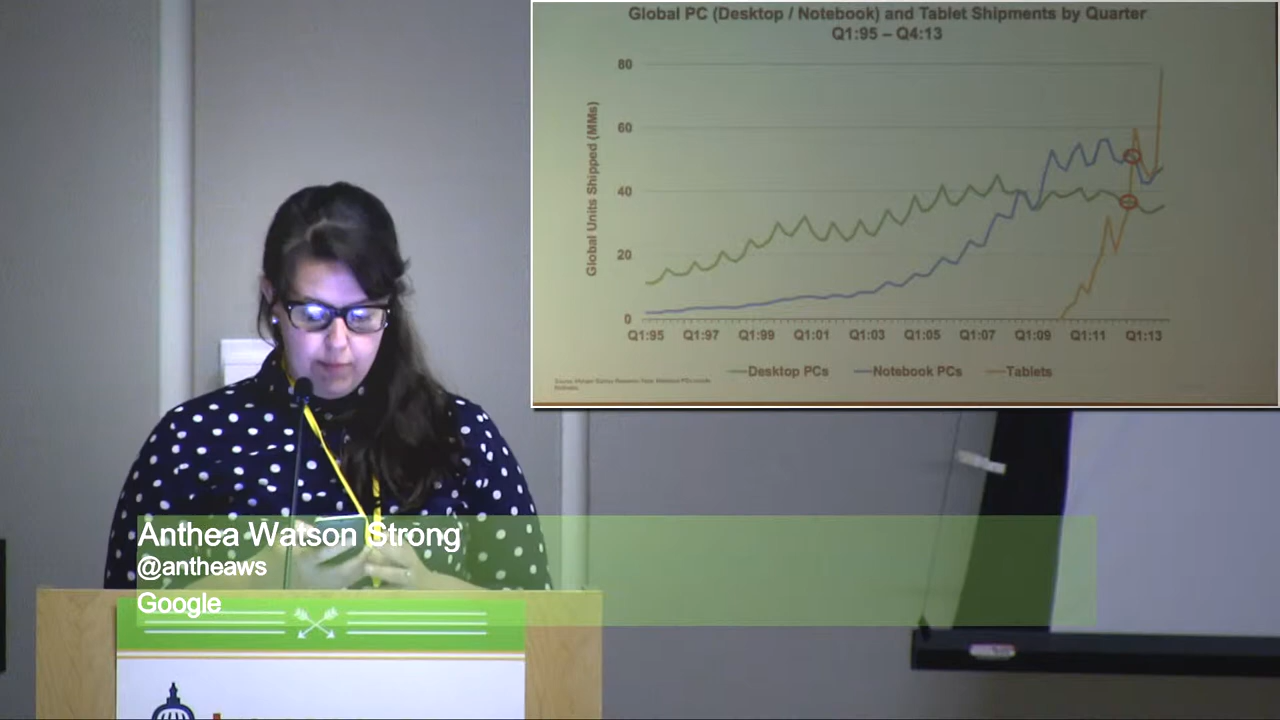 Global PC (Desktop / Notebook) and Tablet Shipments by Quarter
Q1:95 – Q4:13
Global Units Shipped (MMs)
80
60
40
20
0
Q1:95 Q1:97 Q1:99 Q1:01 Q1:03 Q1:05 Q1:07 Q1:09 Q1:11 Q1:13
Desktop PCs Notebook PCs Tablets
Anthea Watson Strong
@antheaws
Google